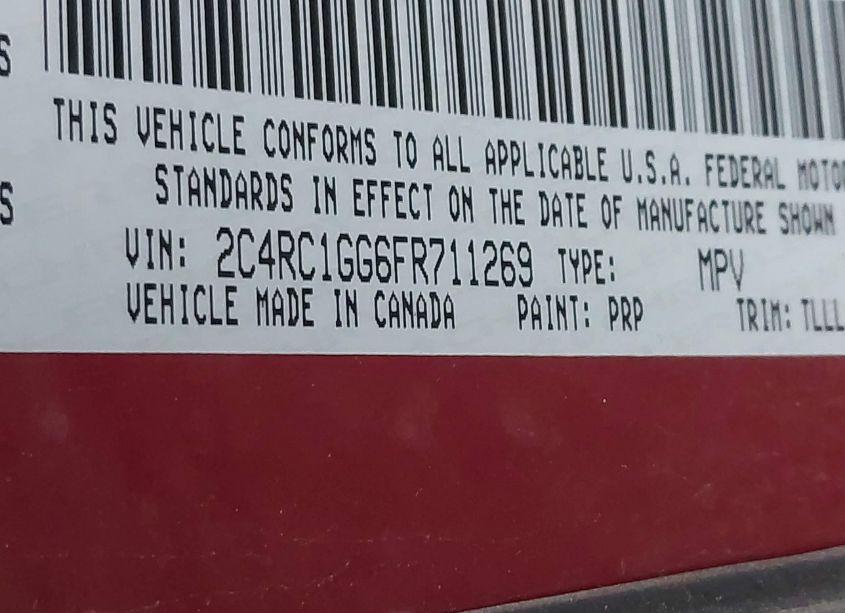 S
THIS VEHICLE CONFORMS TO ALL APPLICABLE U.S.A. FEDERAL MOTOR
S
STANDARDS IN EFFECT ON THE DATE OF MANUFACTURE SHOWN
VIN: 2C4RC1GG6FR711269 TYPE: MPV
VEHICLE MADE IN CANADA PAINT: PRP TRIM: TLLL